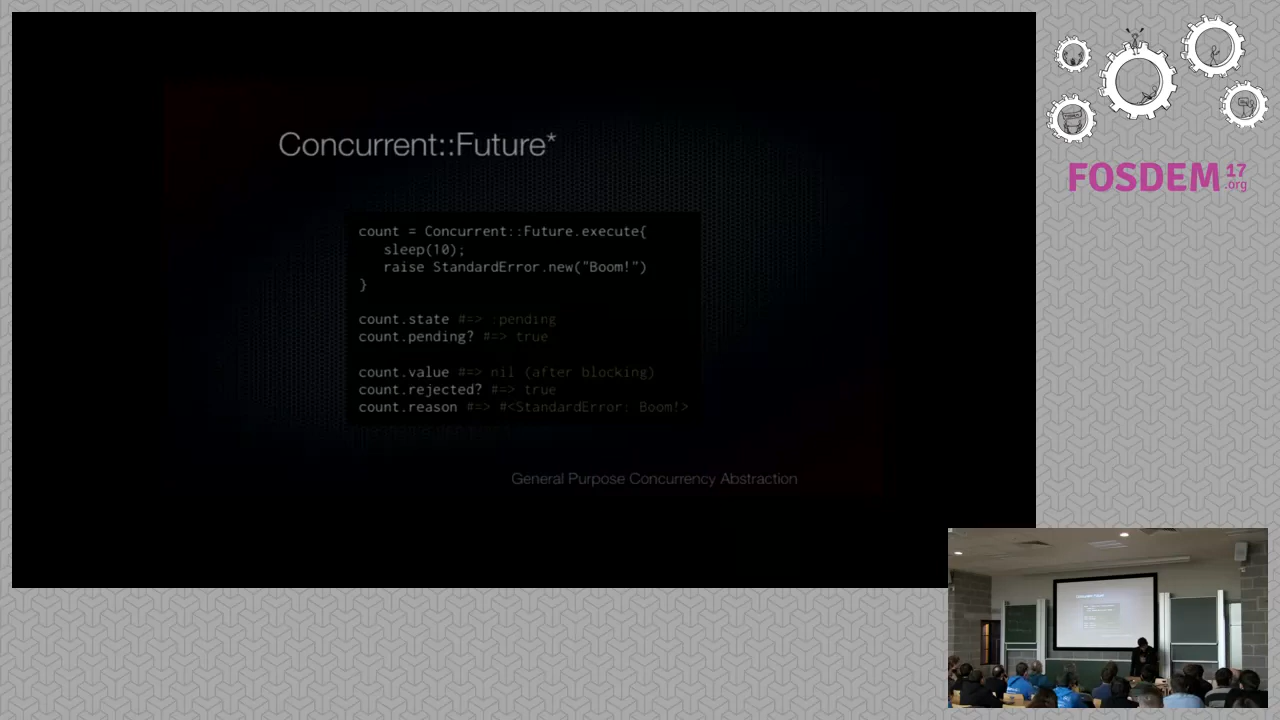 Concurrent::Future*
count = Concurrent::Future.execute{
sleep(10);
raise StandardError.new("Boom!")
}
count.state #=> :pending
count.pending? #=> true
count.value #=> nil (after blocking)
count.rejected? #=> true
count.reason #=> #<StandardError: Boom!>
General Purpose Concurrency Abstraction
FOSDEM 17
.org